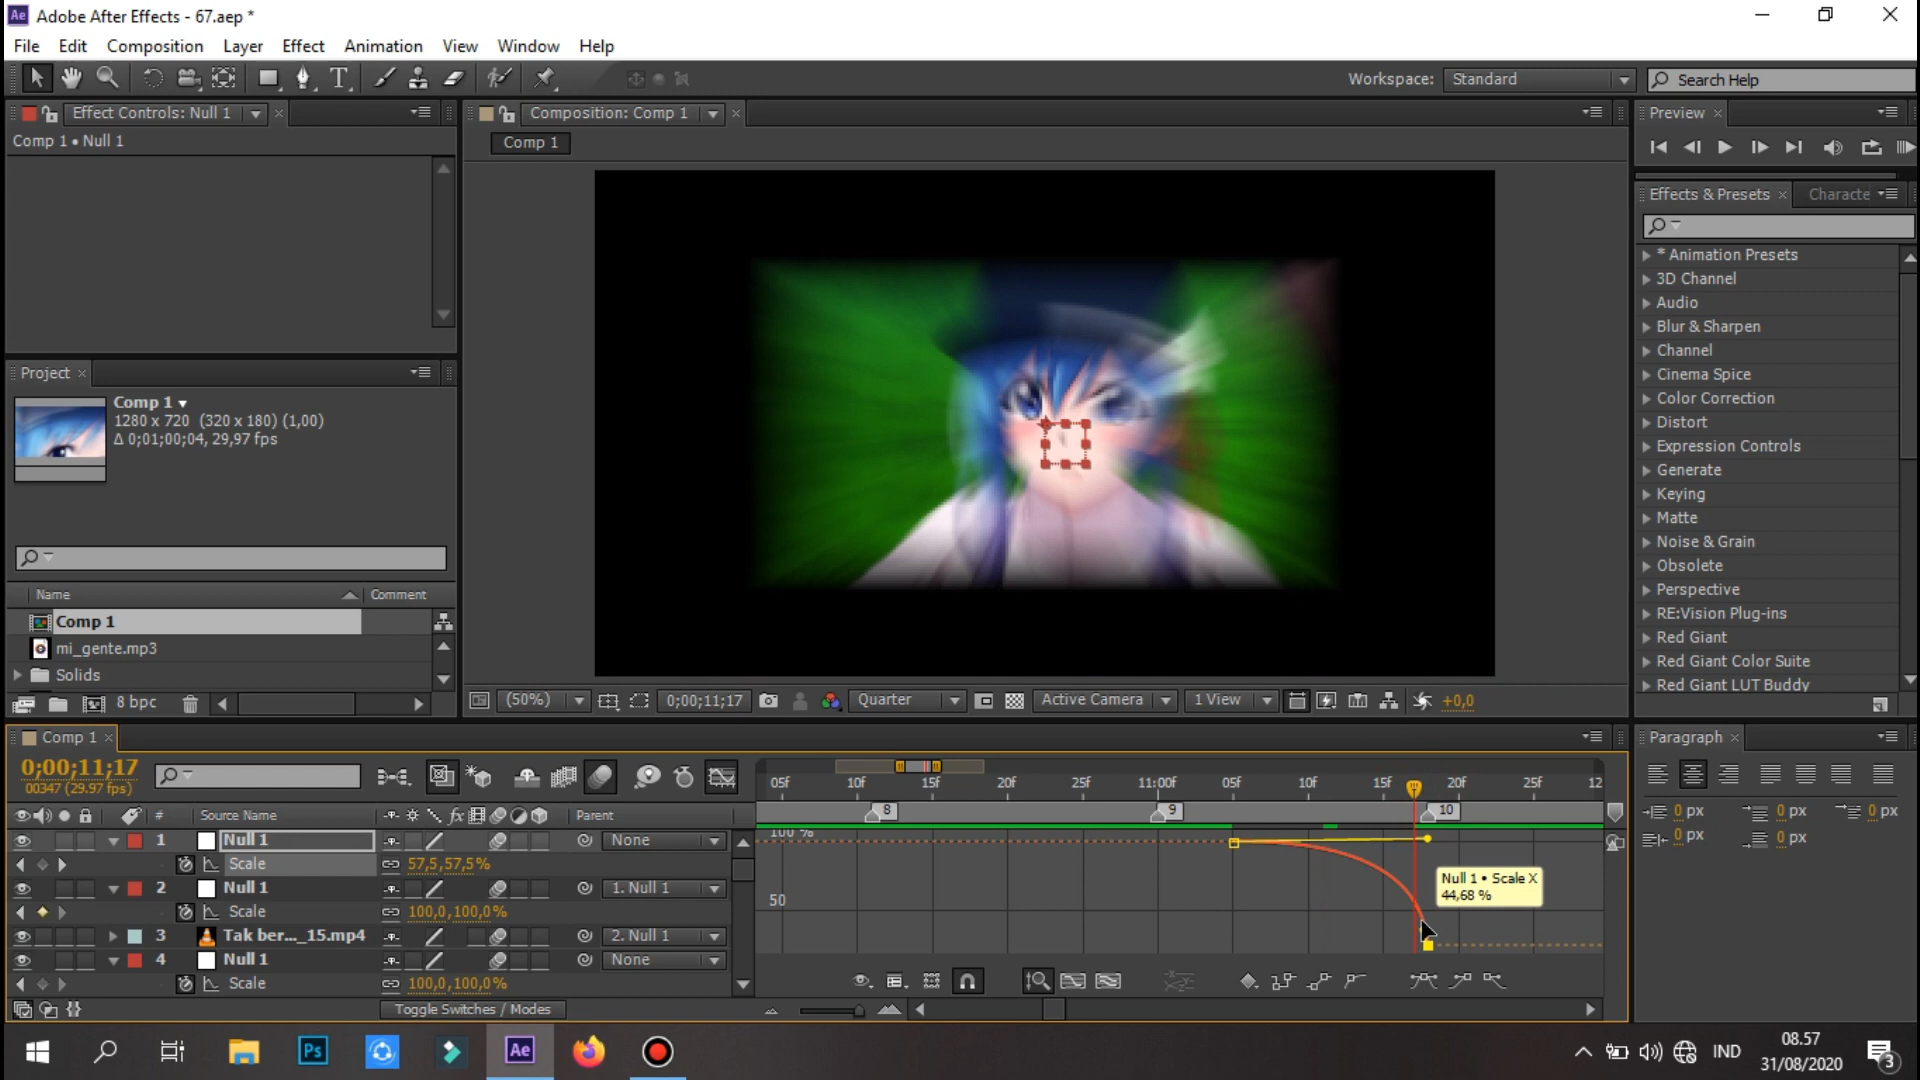 Ae Adobe After Effects - 67.aep *
File Edit Composition Layer Effect Animation View Window Help
Workspace: Standard Search Help
Effect Controls: Null 1
Comp 1 • Null 1
Composition: Comp 1
Comp 1
Preview
Effects & Presets Characte
* Animation Presets
3D Channel
Audio
Blur & Sharpen
Channel
Cinema Spice
Color Correction
Distort
Expression Controls
Generate
Keying
Matte
Noise & Grain
Obsolete
Perspective
RE:Vision Plug-ins
Red Giant
Red Giant Color Suite
Red Giant LUT Buddy
Project
Comp 1
1280 x 720 (320 x 180) (1,00)
Δ 0;01;00;04, 29,97 fps
Name Comment
Comp 1
mi_gente.mp3
Solids
8 bpc
(50%) 0;00;11;17 Quarter Active Camera 1 View +0,0
Comp 1
0;00;11;17
00347 (29.97 fps)
# Source Name Parent
1 Null 1 None
Scale 57,5,57,5%
2 Null 1 1. Null 1
Scale 100,0,100,0%
3 Tak ber..._15.mp4 2. Null 1
4 Null 1 None
Scale 100,0,100,0%
Toggle Switches / Modes
05f 10f 15f 20f 25f 11:00f 05f 10f 15f 20f 25f 12
8 9 10
100 %
50
Null 1 • Scale X
44,68 %
Paragraph
0 px 0 px 0 px
0 px 0 px
Ps Ae
IND
08.57
31/08/2020
3